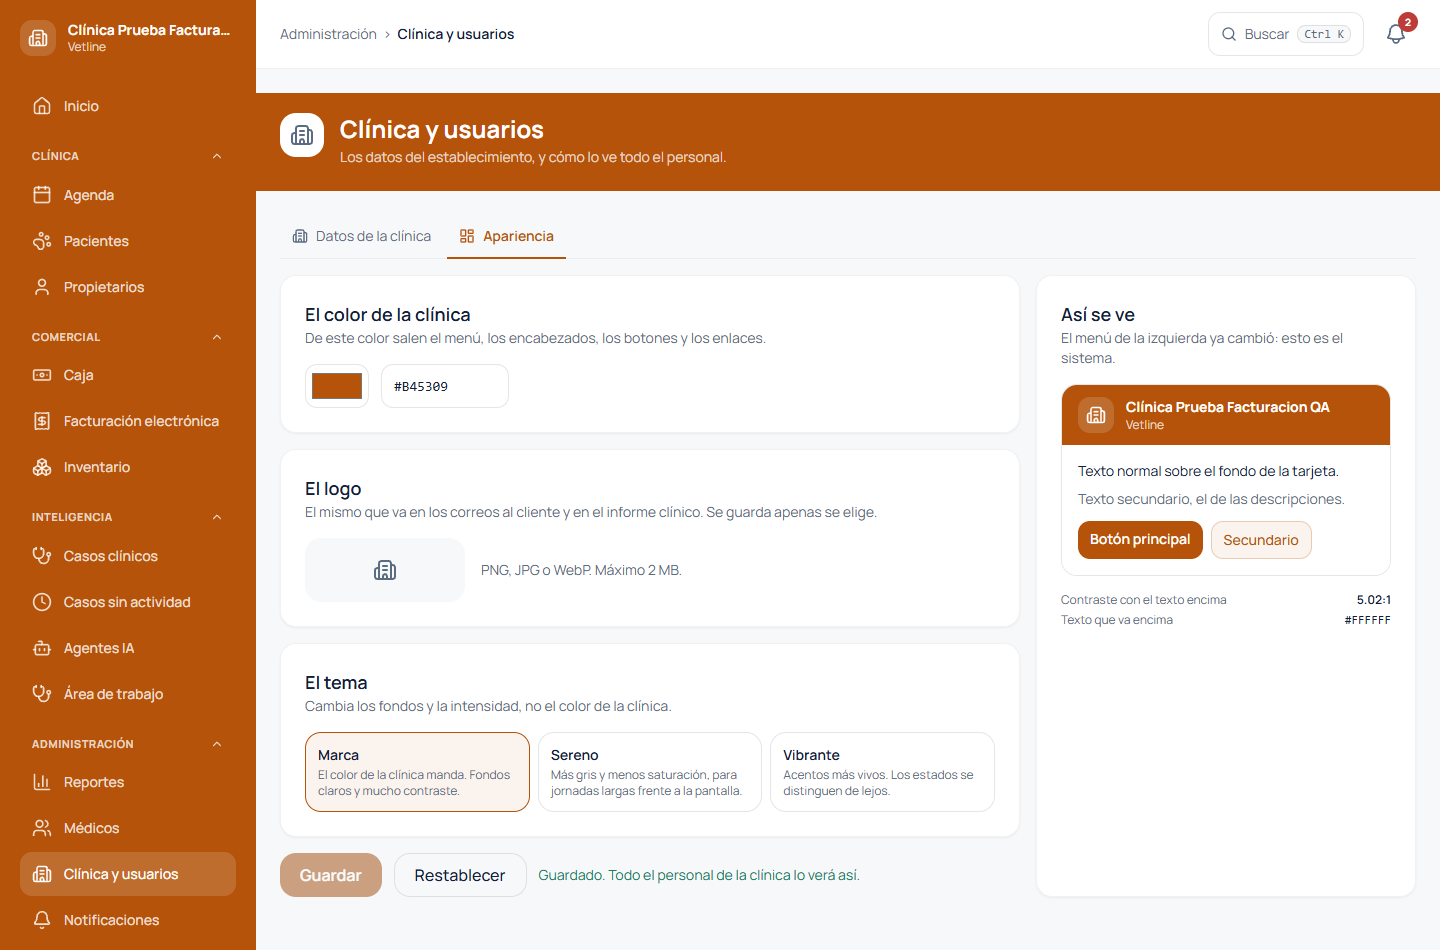 Clínica Prueba Factura...
Vetline
Inicio
CLÍNICA
Agenda
Pacientes
Propietarios
COMERCIAL
Caja
Facturación electrónica
Inventario
INTELIGENCIA
Casos clínicos
Casos sin actividad
Agentes IA
Área de trabajo
ADMINISTRACIÓN
Reportes
Médicos
Clínica y usuarios
Notificaciones
Administración › Clínica y usuarios
Buscar Ctrl K
2
Clínica y usuarios
Los datos del establecimiento, y cómo lo ve todo el personal.
Datos de la clínica
Apariencia
El color de la clínica
De este color salen el menú, los encabezados, los botones y los enlaces.
#B45309
El logo
El mismo que va en los correos al cliente y en el informe clínico. Se guarda apenas se elige.
PNG, JPG o WebP. Máximo 2 MB.
El tema
Cambia los fondos y la intensidad, no el color de la clínica.
Marca
El color de la clínica manda. Fondos
claros y mucho contraste.
Sereno
Más gris y menos saturación, para
jornadas largas frente a la pantalla.
Vibrante
Acentos más vivos. Los estados se
distinguen de lejos.
Guardar
Restablecer
Guardado. Todo el personal de la clínica lo verá así.
Así se ve
El menú de la izquierda ya cambió: esto es el
sistema.
Clínica Prueba Facturacion QA
Vetline
Texto normal sobre el fondo de la tarjeta.
Texto secundario, el de las descripciones.
Botón principal
Secundario
Contraste con el texto encima 5.02:1
Texto que va encima #FFFFFF